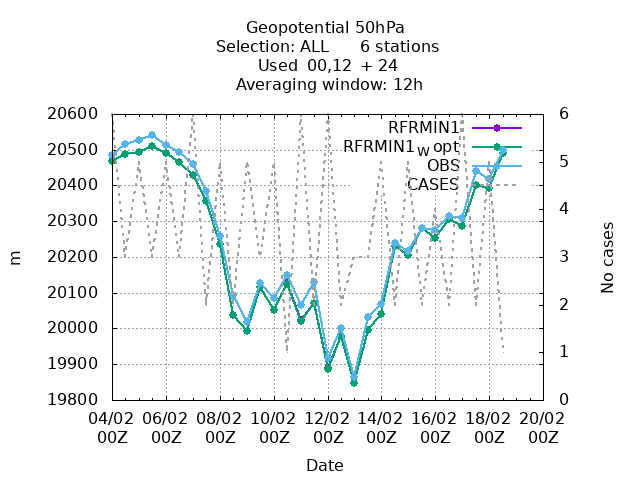 Geopotential 50hPa
Selection: ALL 6 stations
Used 00,12 + 24
Averaging window: 12h
20600
20500
20400
20300
20200
20100
20000
19900
19800
m
6
5
4
3
2
1
0
No cases
RFRMIN1
RFRMIN1W opt
OBS
CASES
04/02 06/02 08/02 10/02 12/02 14/02 16/02 18/02 20/02
00Z 00Z 00Z 00Z 00Z 00Z 00Z 00Z 00Z
Date